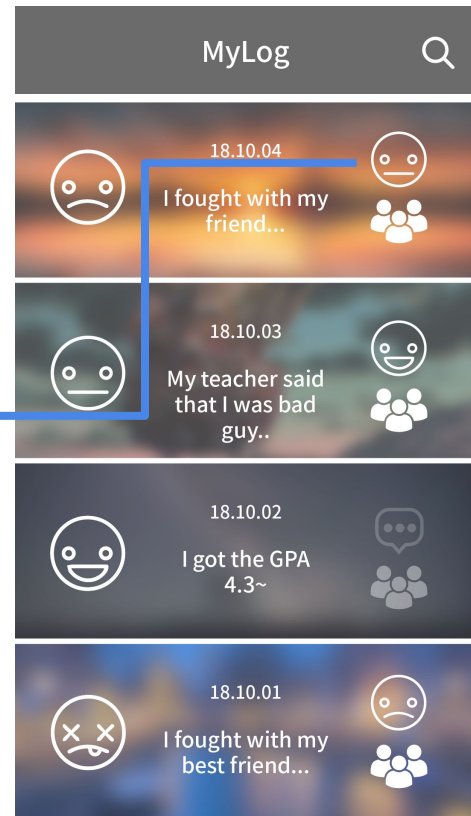 MyLog
18.10.04
I fought with my
friend...
18.10.03
My teacher said
that I was bad
guy..
18.10.02
I got the GPA
4.3~
18.10.01
I fought with my
best friend...